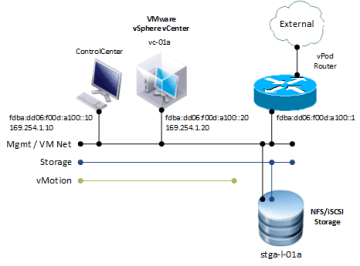 External
VMware
vSphere vCenter
vc-01a
ControlCenter
vPod
Router
fdba:dd06:f00d:a100::10
169.254.1.10
fdba:dd06:f00d:a100::20
169.254.1.20
fdba:dd06:f00d:a100::1
Mgmt / VM Net
Storage
vMotion
NFS/iSCSI
Storage
stga-l-01a